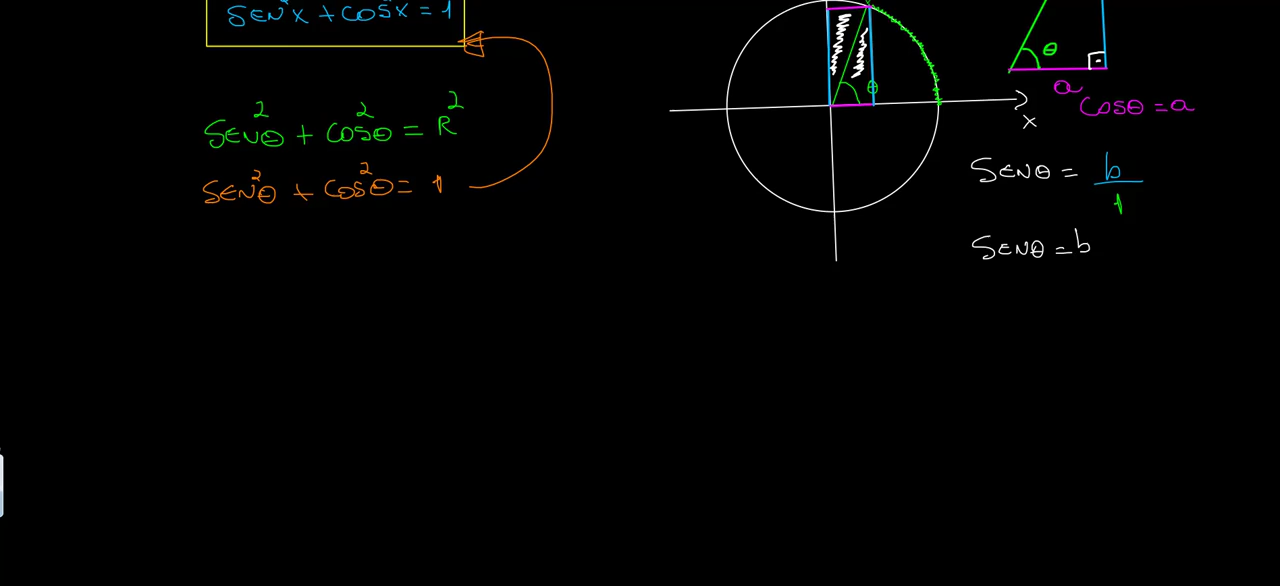 SEN²x + COS²x = 1
SEN²θ + COS²θ = R²
SEN²θ + COS²θ = 1
θ
θ
a
COSθ = a
x
SENθ = b/1
SENθ = b